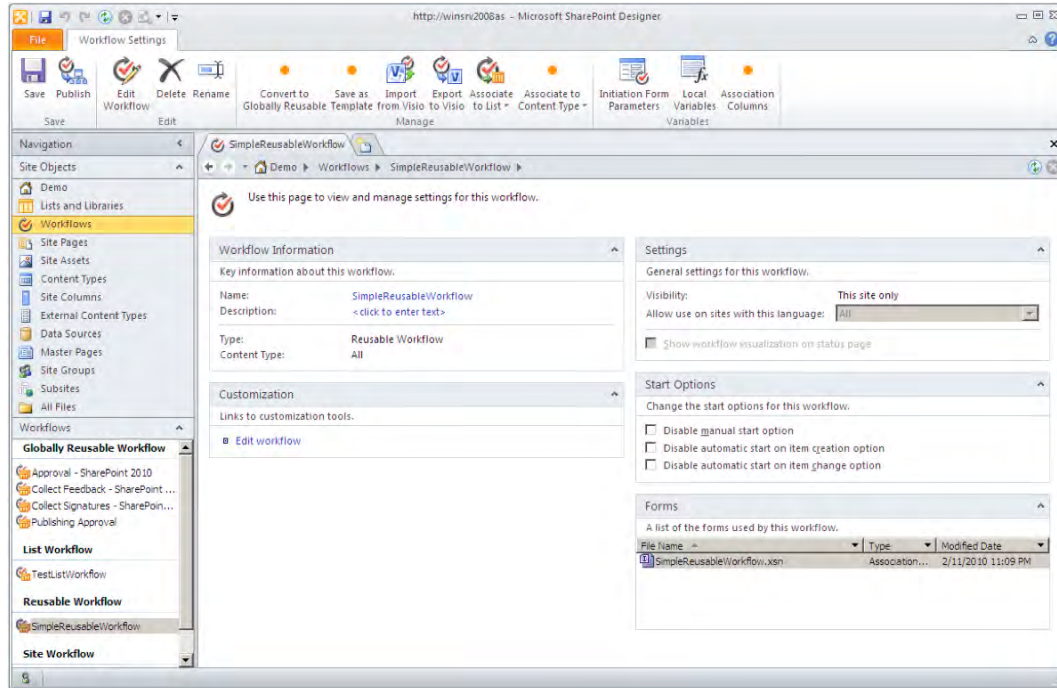 http://winsrv2008as - Microsoft SharePoint Designer
File
Workflow Settings
Save
Publish
Edit Workflow
Delete
Rename
Convert to Globally Reusable
Save as Template
Import from Visio
Export to Visio
Associate to List
Associate to Content Type
Initiation Form Parameters
Local Variables
Association Columns
Save
Edit
Manage
Variables
Navigation
Site Objects
Demo
Lists and Libraries
Workflows
Site Pages
Site Assets
Content Types
Site Columns
External Content Types
Data Sources
Master Pages
Site Groups
Subsites
All Files
Workflows
Globally Reusable Workflow
Approval - SharePoint 2010
Collect Feedback - SharePoint ...
Collect Signatures - SharePoin...
Publishing Approval
List Workflow
TestListWorkflow
Reusable Workflow
SimpleReusableWorkflow
Site Workflow
SimpleReusableWorkflow
Demo Workflows SimpleReusableWorkflow
Use this page to view and manage settings for this workflow.
Workflow Information
Key information about this workflow.
Name: SimpleReusableWorkflow
Description: <click to enter text>
Type: Reusable Workflow
Content Type: All
Customization
Links to customization tools.
Edit workflow
Settings
General settings for this workflow.
Visibility: This site only
Allow use on sites with this language: All
Show workflow visualization on status page
Start Options
Change the start options for this workflow.
Disable manual start option
Disable automatic start on item creation option
Disable automatic start on item change option
Forms
A list of the forms used by this workflow.
File Name Type Modified Date
SimpleReusableWorkflow.xsn Association... 2/11/2010 11:09 PM